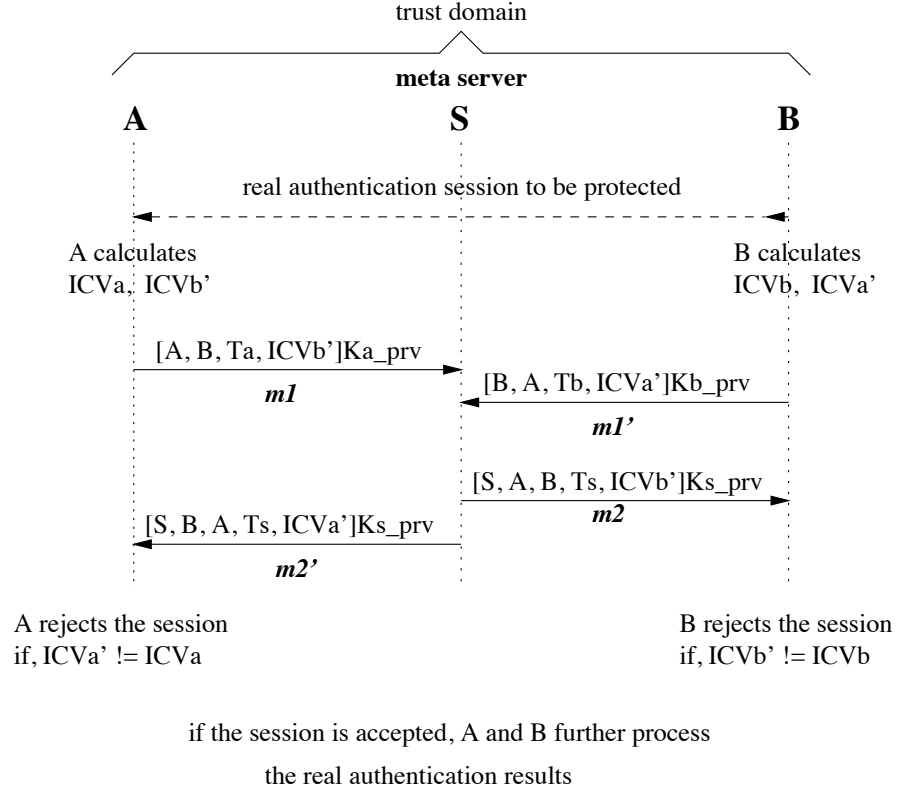 trust domain
meta server
A S B
real authentication session to be protected
A calculates
ICVa, ICVb’
B calculates
ICVb, ICVa’
[A, B, Ta, ICVb’]Ka_prv
m1
[B, A, Tb, ICVa’]Kb_prv
m1’
[S, A, B, Ts, ICVb’]Ks_prv
m2
[S, B, A, Ts, ICVa’]Ks_prv
m2’
A rejects the session
if, ICVa’ != ICVa
B rejects the session
if, ICVb’ != ICVb
if the session is accepted, A and B further process
the real authentication results